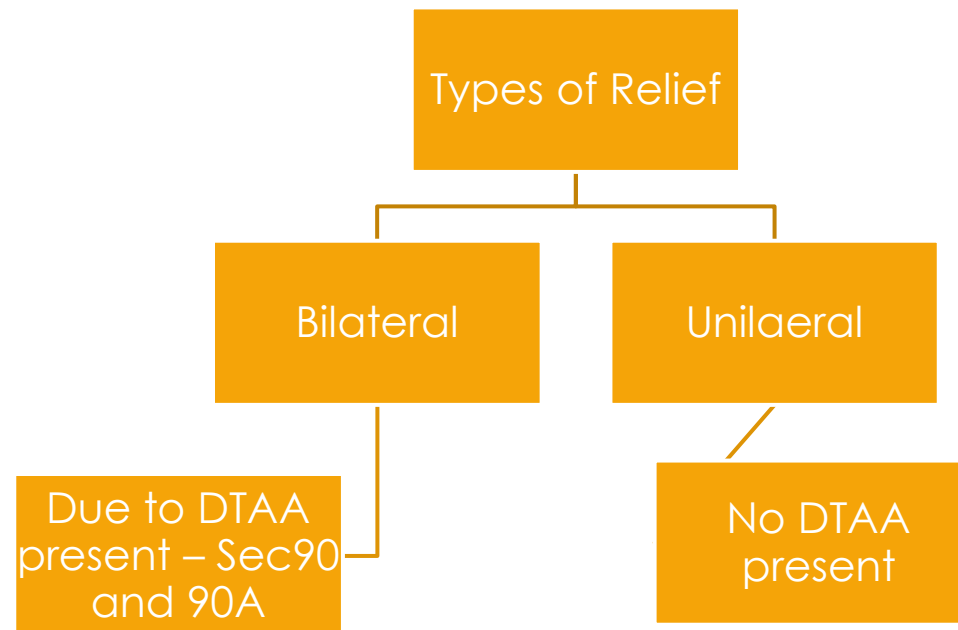 Types of Relief
Bilateral
Unilaeral
Due to DTAA
present – Sec90
and 90A
No DTAA
present